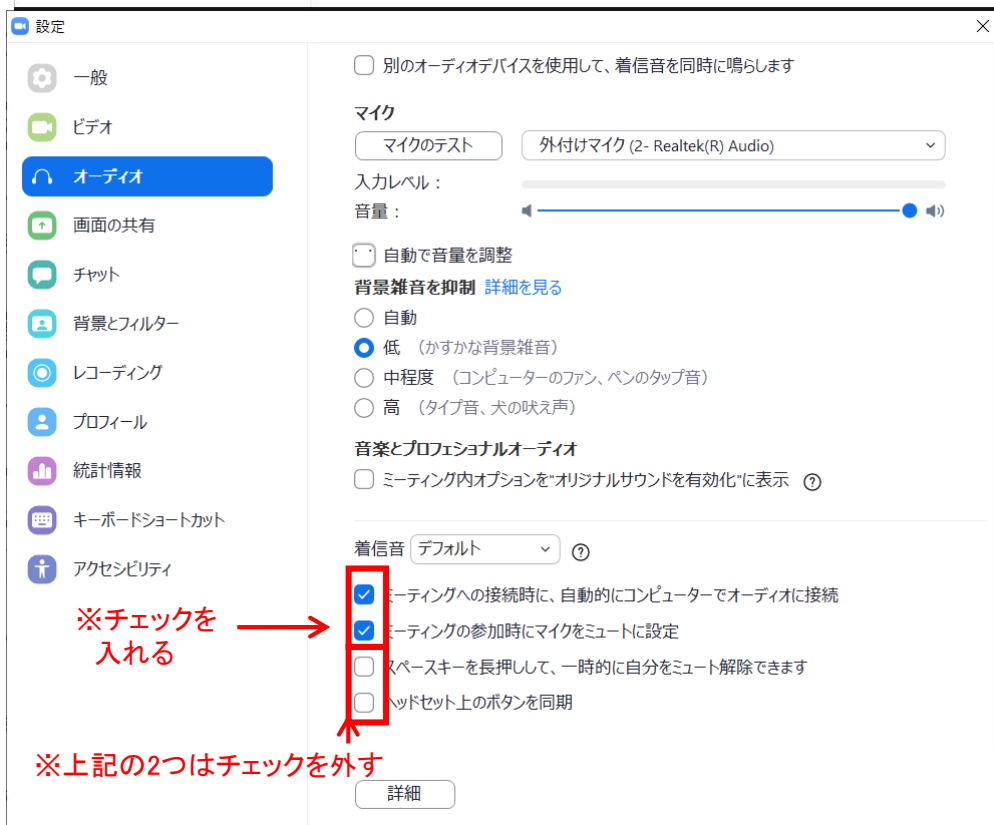 設定
一般
ビデオ
オーディオ
画面の共有
チャット
背景とフィルター
レコーディング
プロフィール
統計情報
キーボードショートカット
アクセシビリティ
別のオーディオデバイスを使用して、着信音を同時に鳴らします
マイク
マイクのテスト 外付けマイク (2- Realtek(R) Audio)
入力レベル：
音量：
自動で音量を調整
背景雑音を抑制 詳細を見る
自動
低 （かすかな背景雑音）
中程度 （コンピューターのファン、ペンのタップ音）
高 （タイプ音、犬の吠え声）
音楽とプロフェショナルオーディオ
ミーティング内オプションを"オリジナルサウンドを有効化"に表示 ?
着信音 デフォルト ?
ミーティングへの接続時に、自動的にコンピューターでオーディオに接続
ミーティングの参加時にマイクをミュートに設定
スペースキーを長押しして、一時的に自分をミュート解除できます
ヘッドセット上のボタンを同期
※チェックを
入れる
※上記の2つはチェックを外す
詳細